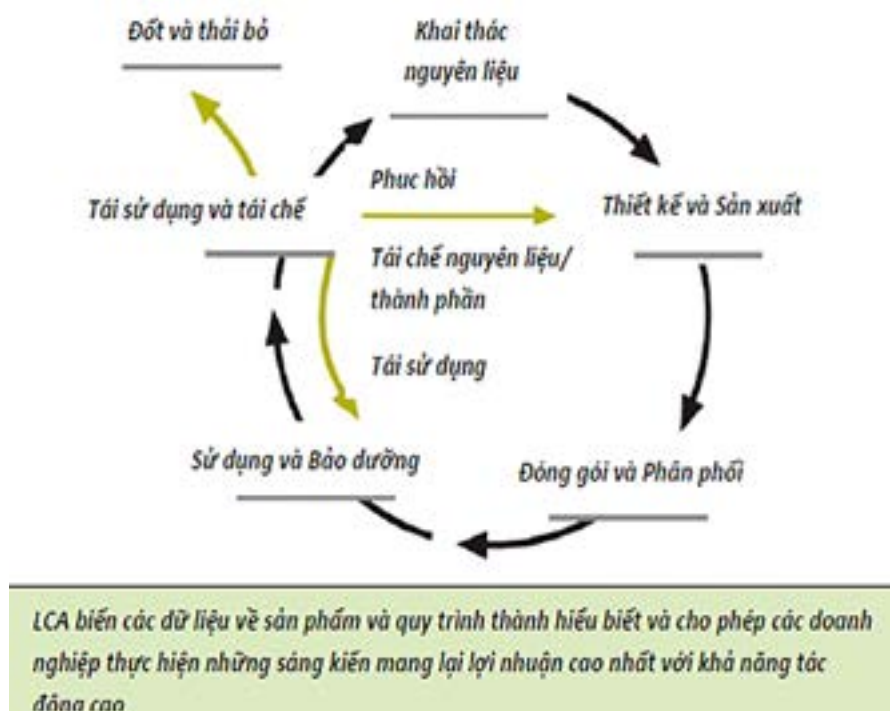 Đốt và thải bỏ
Khai thác
nguyên liệu
Phuc hồi
Tái sử dụng và tái chế
Thiết kế và Sản xuất
Tái chế nguyên liệu/
thành phần
Tái sử dụng
Sử dụng và Bảo dưỡng
Đóng gói và Phân phối
LCA biến các dữ liệu về sản phẩm và quy trình thành hiểu biết và cho phép các doanh
nghiệp thực hiện những sáng kiến mang lại lợi nhuận cao nhất với khả năng tác
động cao